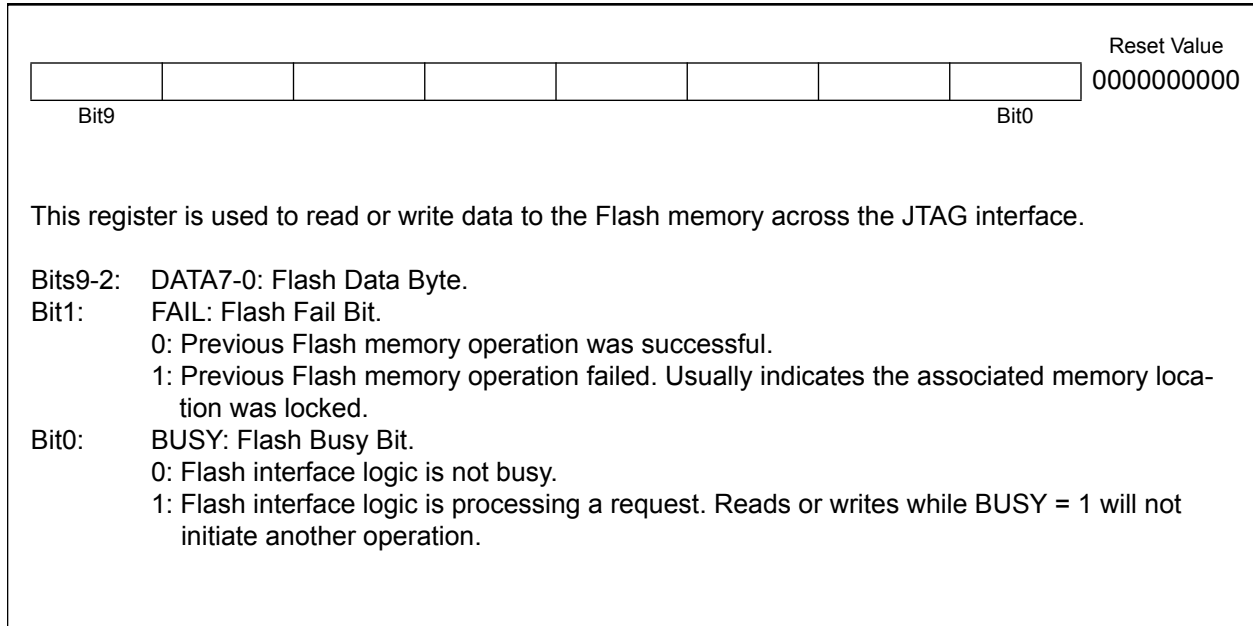 Reset Value
0000000000
Bit9
Bit0
This register is used to read or write data to the Flash memory across the JTAG interface.
Bits9-2: DATA7-0: Flash Data Byte.
Bit1: FAIL: Flash Fail Bit.
0: Previous Flash memory operation was successful.
1: Previous Flash memory operation failed. Usually indicates the associated memory loca-
tion was locked.
Bit0: BUSY: Flash Busy Bit.
0: Flash interface logic is not busy.
1: Flash interface logic is processing a request. Reads or writes while BUSY = 1 will not
initiate another operation.